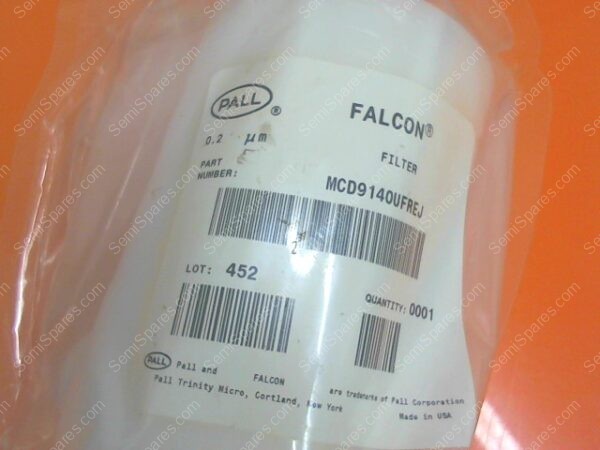 PALL ®
FALCON®
0.2 µm
FILTER
PART
NUMBER:
MCD9140UFREJ
LOT: 452
QUANTITY: 0001
PALL Pall and FALCON are trademarks of Pall Corporation
Pall Trinity Micro, Cortland, New York
Made in USA
SemiSpares.com